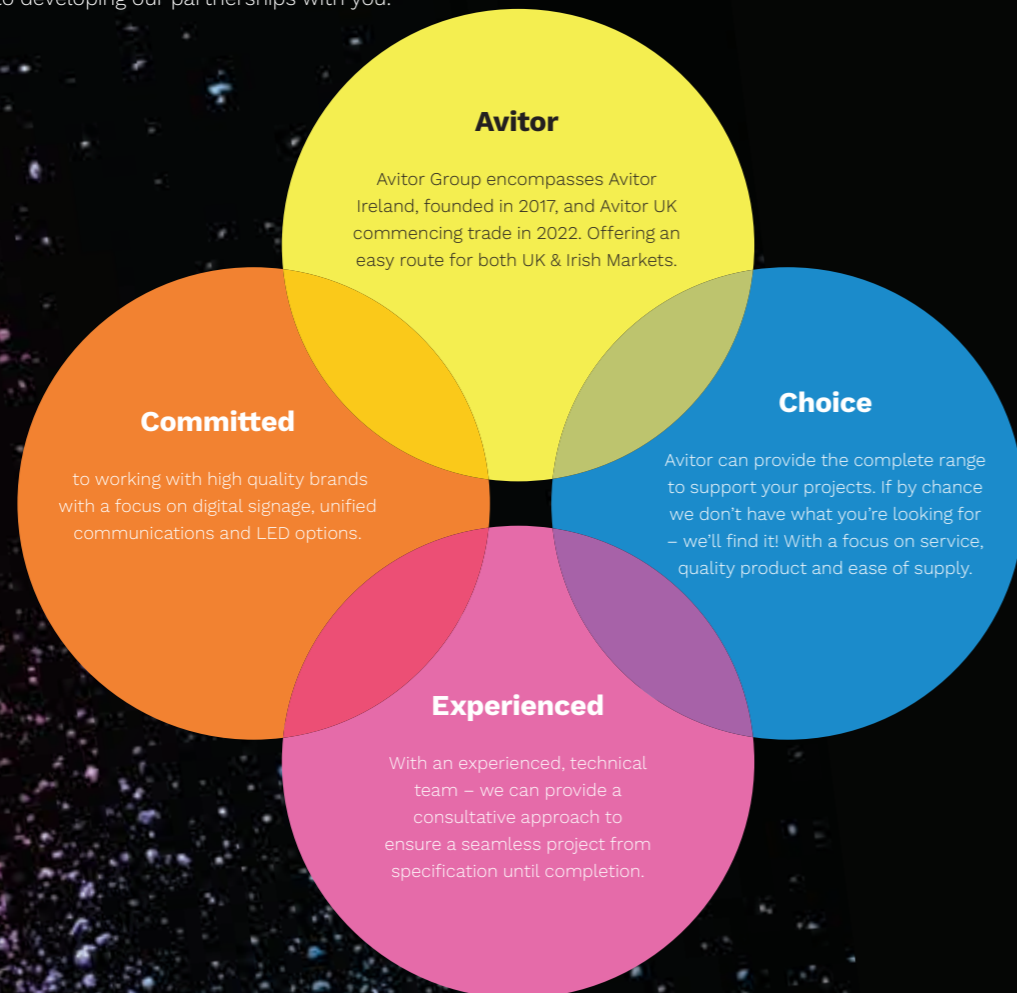 to developing our partnerships with you.
Avitor
Avitor Group encompasses Avitor
Ireland, founded in 2017, and Avitor UK
commencing trade in 2022. Offering an
easy route for both UK & Irish Markets.
Committed
to working with high quality brands
with a focus on digital signage, unified
communications and LED options.
Choice
Avitor can provide the complete range
to support your projects. If by chance
we don’t have what you’re looking for
– we’ll find it! With a focus on service,
quality product and ease of supply.
Experienced
With an experienced, technical
team – we can provide a
consultative approach to
ensure a seamless project from
specification until completion.